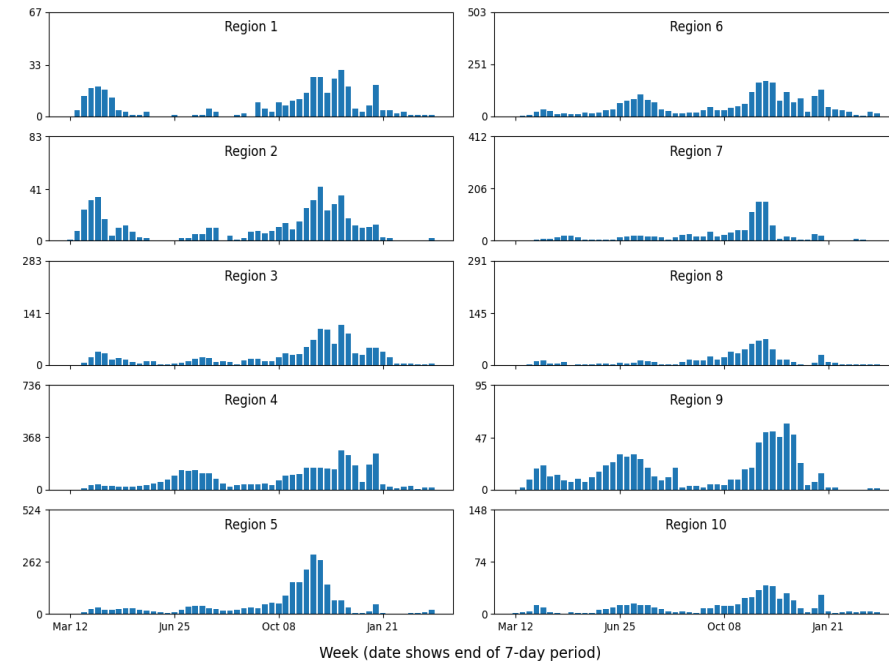 67
33
0
Region 1
503
251
0
Region 6
83
41
0
Region 2
412
206
0
Region 7
283
141
0
Region 3
291
145
0
Region 8
736
368
0
Region 4
95
47
0
Region 9
524
262
0
Region 5
148
74
0
Region 10
Mar 12 Jun 25 Oct 08 Jan 21
Mar 12 Jun 25 Oct 08 Jan 21
Week (date shows end of 7-day period)